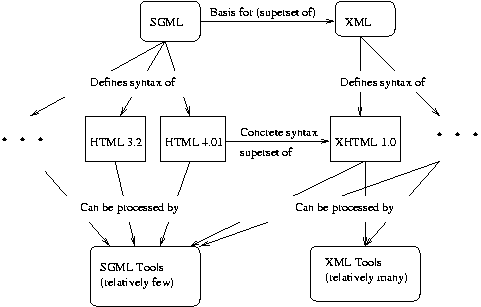 SGML
Basis for (superset of)
XML
Defines syntax of
Defines syntax of
. . .
HTML 3.2
HTML 4.01
Concrete syntax
superset of
XHTML 1.0
. . .
Can be processed by
Can be processed by
SGML Tools
(relatively few)
XML Tools
(relatively many)